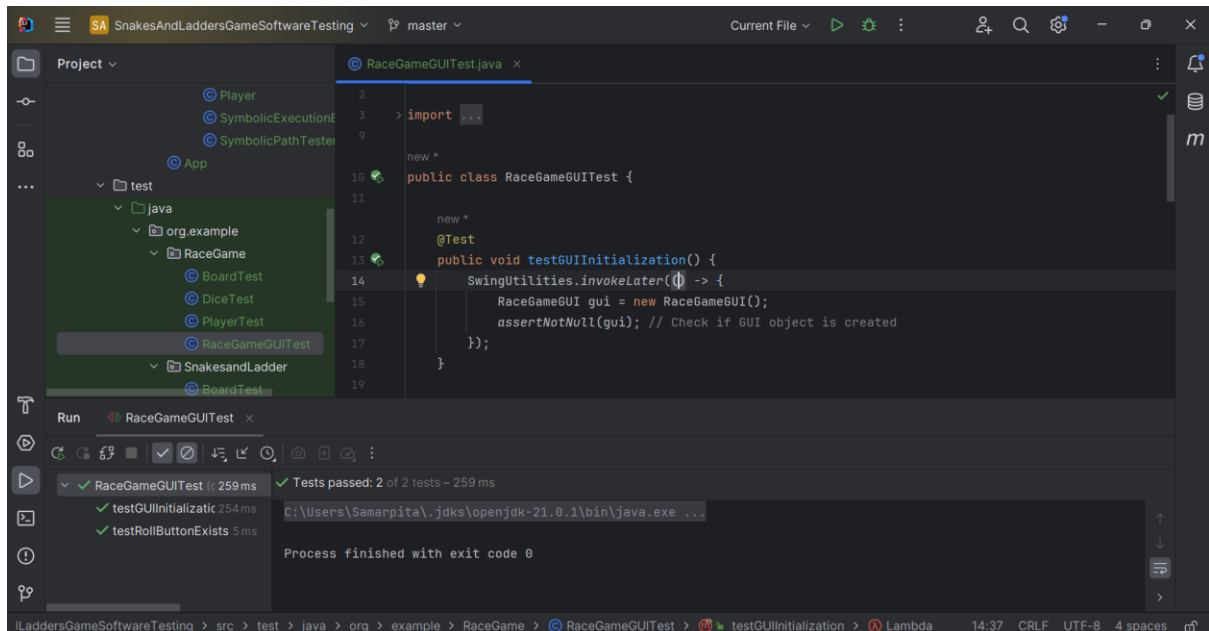 SA SnakesAndLaddersGameSoftwareTesting master Current File
Project
RaceGameGUITest.java
Player
SymbolicExecutionE
SymbolicPathTester
App
test
java
org.example
RaceGame
BoardTest
DiceTest
PlayerTest
RaceGameGUITest
SnakesandLadder
BoardTest
2
3 import ...
9
new *
10 public class RaceGameGUITest {
11
new *
12 @Test
13 public void testGUIInitialization() {
14 SwingUtilities.invokeLater(() -> {
15 RaceGameGUI gui = new RaceGameGUI();
16 assertNotNull(gui); // Check if GUI object is created
17 });
18 }
19
m
Run RaceGameGUITest
RaceGameGUITest (c 259 ms
testGUIInitializatic 254 ms
testRollButtonExists 5 ms
Tests passed: 2 of 2 tests – 259 ms
C:\Users\Samarpita\.jdks\openjdk-21.0.1\bin\java.exe ...
Process finished with exit code 0
lLaddersGameSoftwareTesting > src > test > java > org > example > RaceGame > RaceGameGUITest > testGUIInitialization > Lambda 14:37 CRLF UTF-8 4 spaces